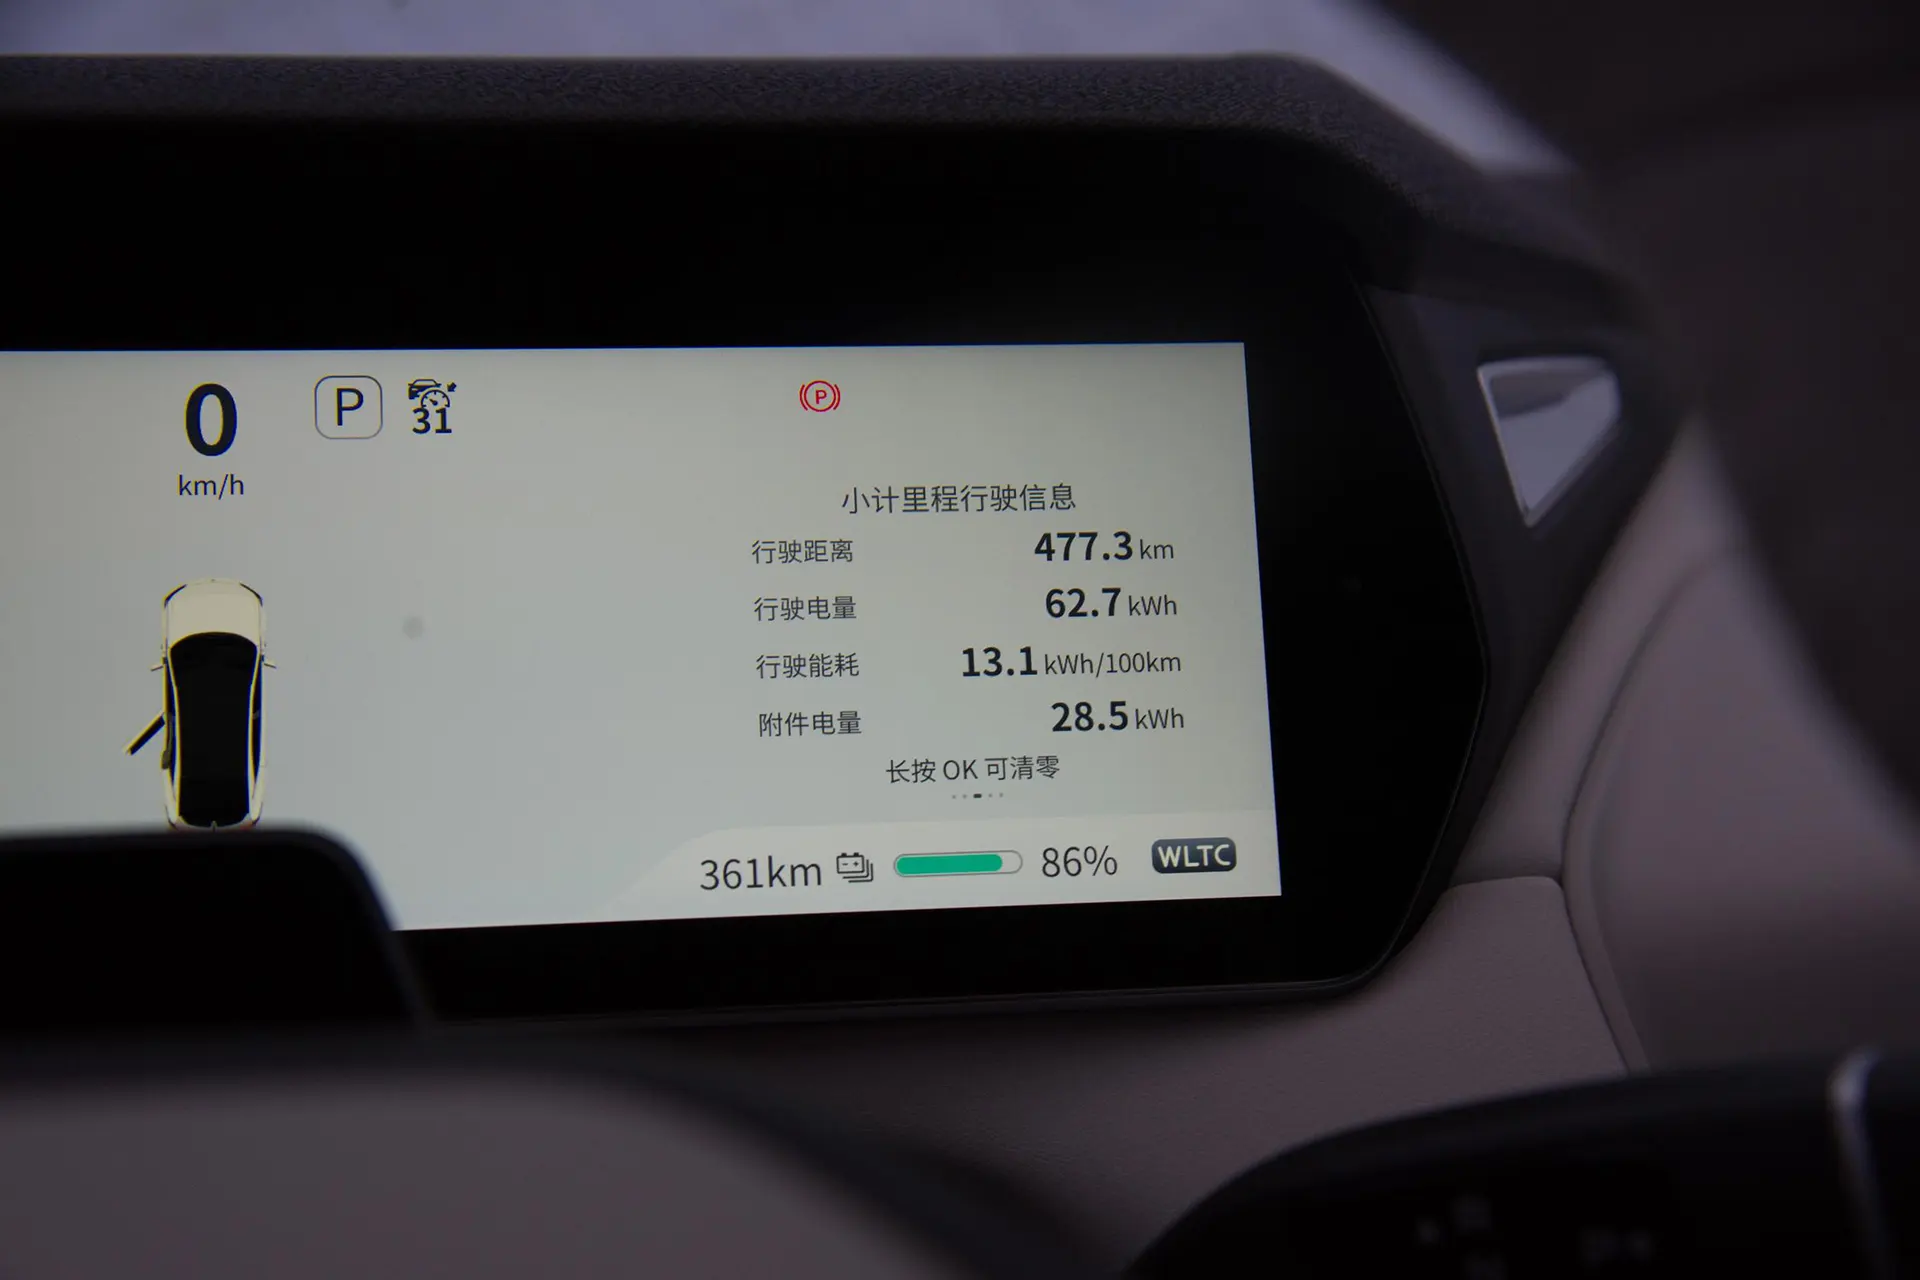 0
km/h
P
31
P
小计里程行驶信息
行驶距离 477.3 km
行驶电量 62.7 kWh
行驶能耗 13.1 kWh/100km
附件电量 28.5 kWh
长按 OK 可清零
361km 86% WLTC